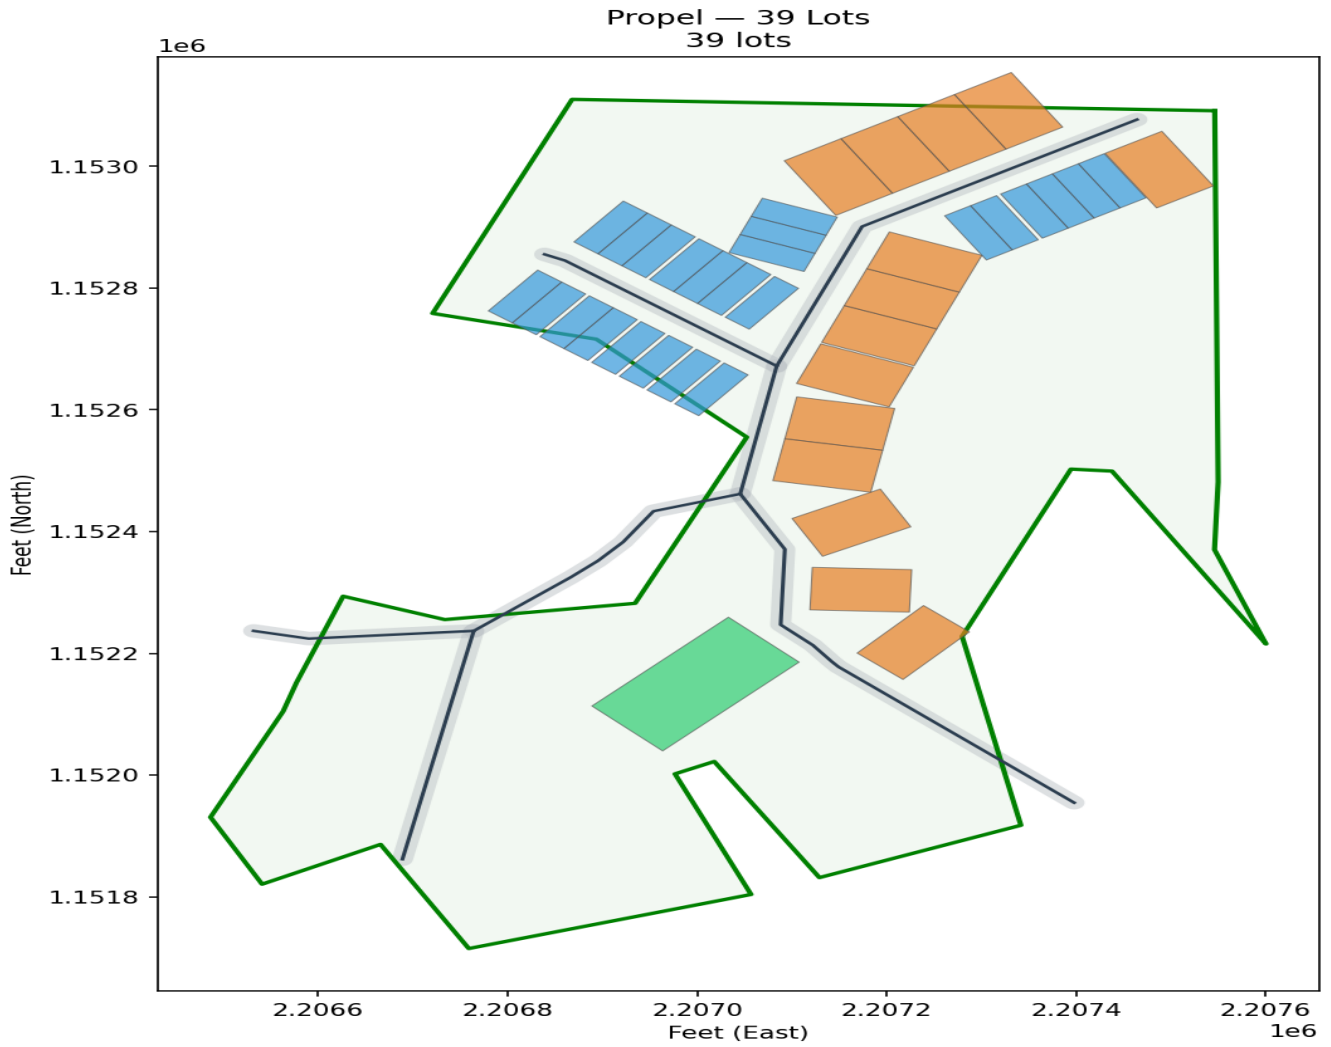 Propel — 39 Lots
39 lots
1e6
1.1530
1.1528
1.1526
1.1524
1.1522
1.1520
1.1518
Feet (North)
2.2066
2.2068
2.2070
2.2072
2.2074
2.2076
Feet (East)
1e6